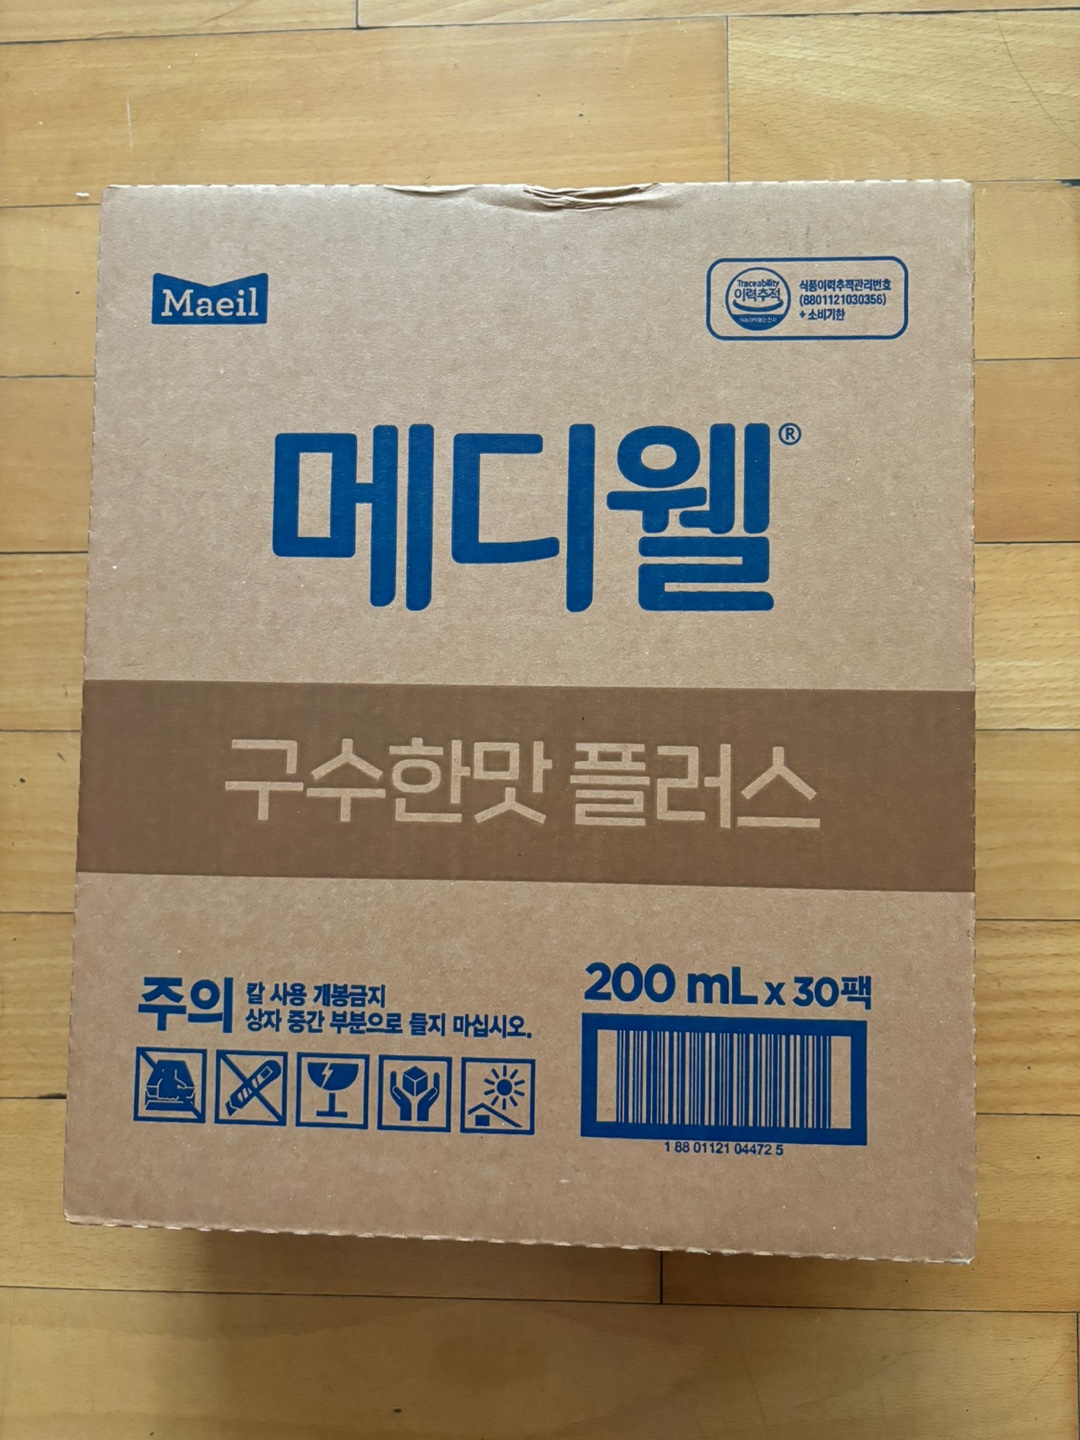 Maeil
Traceability
이력추적
식품이력추적관리번호
(8801121030356)
+ 소비기한
메디웰®
구수한맛 플러스
주의 칼 사용 개봉금지
상자 중간 부분으로 들지 마십시오.
200 mL x 30팩
1 88 01121 04472 5